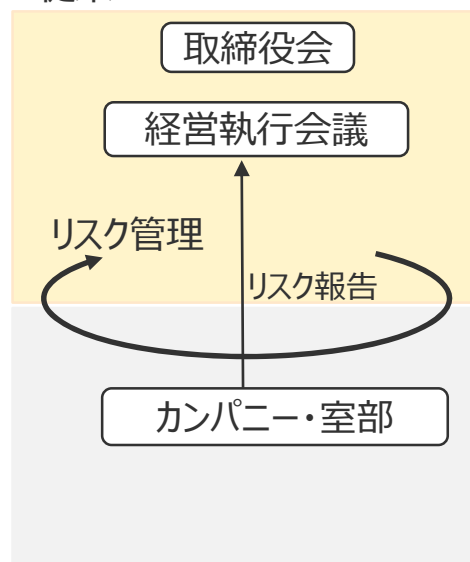 取締役会
経営執行会議
リスク管理
リスク報告
カンパニー・室部